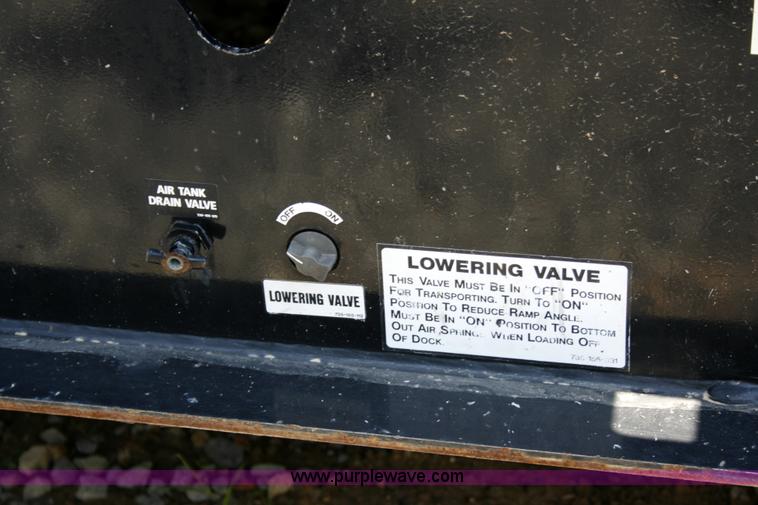 AIR TANK
DRAIN VALVE
OFF ON
LOWERING VALVE
LOWERING VALVE
THIS VALVE MUST BE IN "OFF" POSITION
FOR TRANSPORTING. TURN TO "ON"
POSITION TO REDUCE RAMP ANGLE.
MUST BE IN "ON" POSITION TO BOTTOM
OUT AIR SPRINGS WHEN LOADING OFF
OF DOCK.
www.purplewave.com